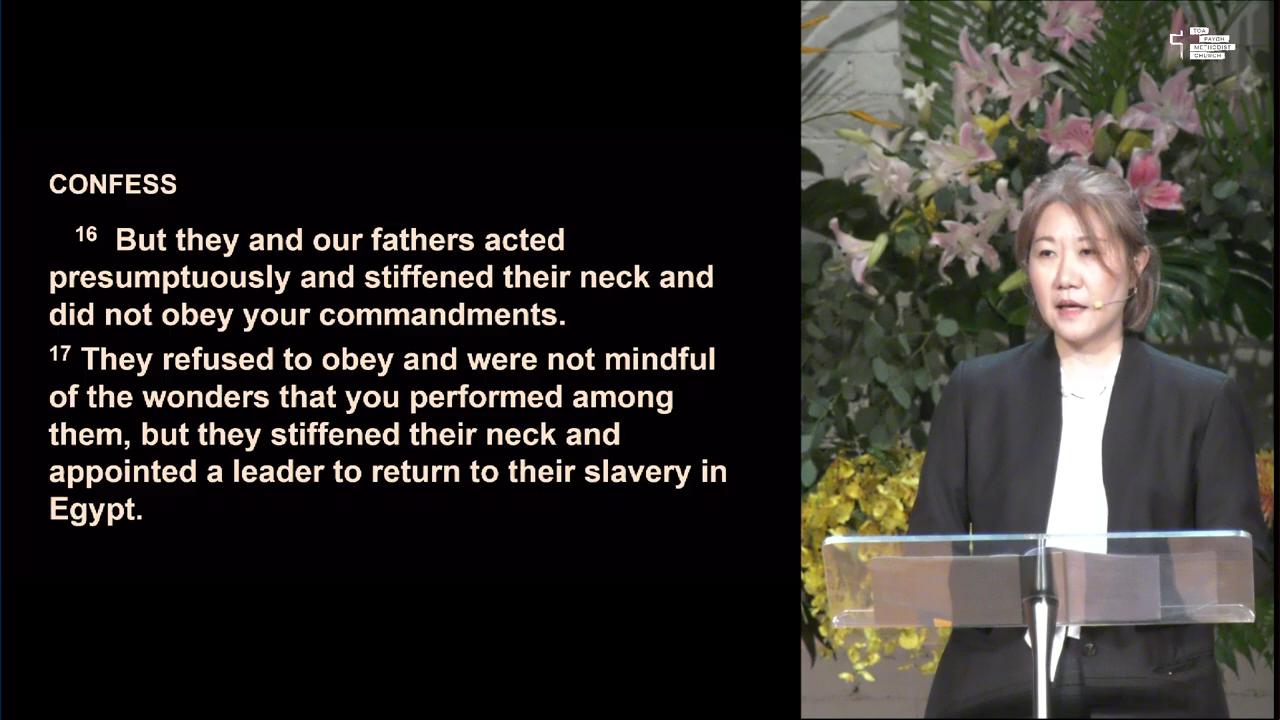 CONFESS
16 But they and our fathers acted
presumptuously and stiffened their neck and
did not obey your commandments.
17 They refused to obey and were not mindful
of the wonders that you performed among
them, but they stiffened their neck and
appointed a leader to return to their slavery in
Egypt.
TOA
PAYOH
METHODIST
CHURCH